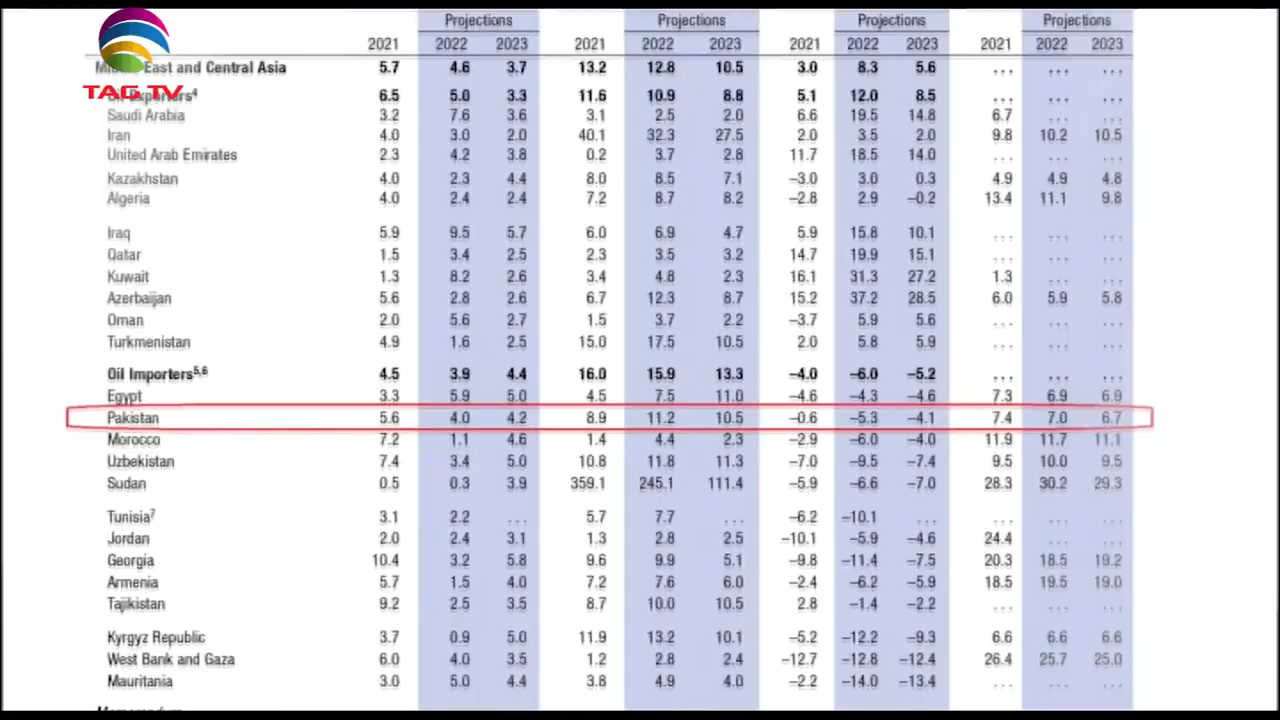 Projections Projections Projections Projections
2021 2022 2023 2021 2022 2023 2021 2022 2023 2021 2022 2023
Middle East and Central Asia 5.7 4.6 3.7 13.2 12.8 10.5 3.0 8.3 5.6 ... ... ...
TAG TV
Oil Exporters4 6.5 5.0 3.3 11.6 10.9 8.8 5.1 12.0 8.5 ... ... ...
Saudi Arabia 3.2 7.6 3.6 3.1 2.5 2.0 6.6 19.5 14.8 6.7 ... ...
Iran 4.0 3.0 2.0 40.1 32.3 27.5 2.0 3.5 2.0 9.8 10.2 10.5
United Arab Emirates 2.3 4.2 3.8 0.2 3.7 2.8 11.7 18.5 14.0 ... ... ...
Kazakhstan 4.0 2.3 4.4 8.0 8.5 7.1 –3.0 3.0 0.3 4.9 4.9 4.8
Algeria 4.0 2.4 2.4 7.2 8.7 8.2 –2.8 2.9 –0.2 13.4 11.1 9.8
Iraq 5.9 9.5 5.7 6.0 6.9 4.7 5.9 15.8 10.1 ... ... ...
Qatar 1.5 3.4 2.5 2.3 3.5 3.2 14.7 19.9 15.1 ... ... ...
Kuwait 1.3 8.2 2.6 3.4 4.8 2.3 16.1 31.3 27.2 1.3 ... ...
Azerbaijan 5.6 2.8 2.6 6.7 12.3 8.7 15.2 37.2 28.5 6.0 5.9 5.8
Oman 2.0 5.6 2.7 1.5 3.7 2.2 –3.7 5.9 5.6 ... ... ...
Turkmenistan 4.9 1.6 2.5 15.0 17.5 10.5 2.0 5.8 5.9 ... ... ...
Oil Importers5,6 4.5 3.9 4.4 16.0 15.9 13.3 –4.0 –6.0 –5.2 ... ... ...
Egypt 3.3 5.9 5.0 4.5 7.5 11.0 –4.6 –4.3 –4.6 7.3 6.9 6.9
Pakistan 5.6 4.0 4.2 8.9 11.2 10.5 –0.6 –5.3 –4.1 7.4 7.0 6.7
Morocco 7.2 1.1 4.6 1.4 4.4 2.3 –2.9 –6.0 –4.0 11.9 11.7 11.1
Uzbekistan 7.4 3.4 5.0 10.8 11.8 11.3 –7.0 –9.5 –7.4 9.5 10.0 9.5
Sudan 0.5 0.3 3.9 359.1 245.1 111.4 –5.9 –6.6 –7.0 28.3 30.2 29.3
Tunisia7 3.1 2.2 ... 5.7 7.7 ... –6.2 –10.1 ... ... ... ...
Jordan 2.0 2.4 3.1 1.3 2.8 2.5 –10.1 –5.9 –4.6 24.4 ... ...
Georgia 10.4 3.2 5.8 9.6 9.9 5.1 –9.8 –11.4 –7.5 20.3 18.5 19.2
Armenia 5.7 1.5 4.0 7.2 7.6 6.0 –2.4 –6.2 –5.9 18.5 19.5 19.0
Tajikistan 9.2 2.5 3.5 8.7 10.0 10.5 2.8 –1.4 –2.2 ... ... ...
Kyrgyz Republic 3.7 0.9 5.0 11.9 13.2 10.1 –5.2 –12.2 –9.3 6.6 6.6 6.6
West Bank and Gaza 6.0 4.0 3.5 1.2 2.8 2.4 –12.7 –12.8 –12.4 26.4 25.7 25.0
Mauritania 3.0 5.0 4.4 3.8 4.9 4.0 –2.2 –14.0 –13.4 ... ... ...